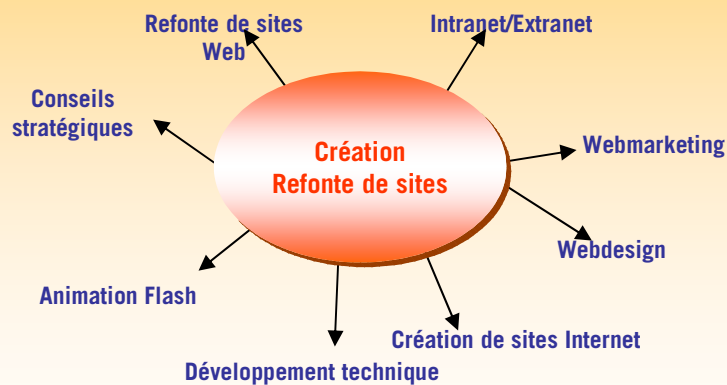 Refonte de sites
Web
Intranet/Extranet
Conseils
stratégiques
Création
Refonte de sites
Webmarketing
Webdesign
Animation Flash
Création de sites Internet
Développement technique